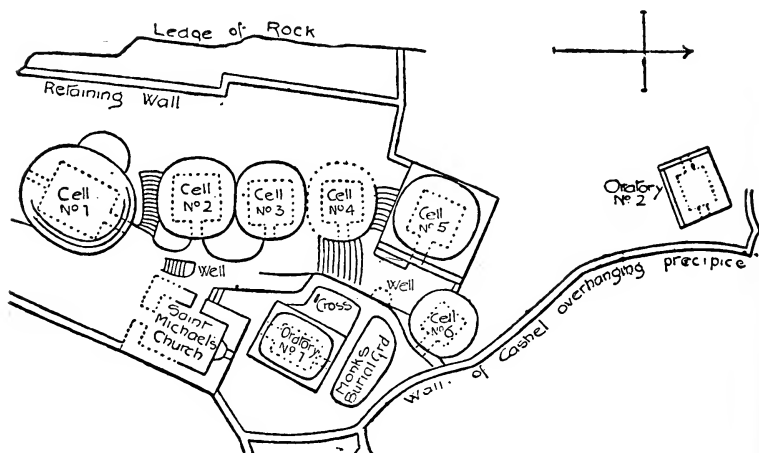 Ledge of Rock
Retaining Wall
Cell
No 1
Cell
No 2
Cell
No 3
Cell
No 4
Cell
No 5
Oratory
No 2
Well
Well
Saint
Michael's
Church
Cross
Oratory
No 1
Monks
Burial Grd
Cell
No 6
Wall of Cashel overhanging precipice